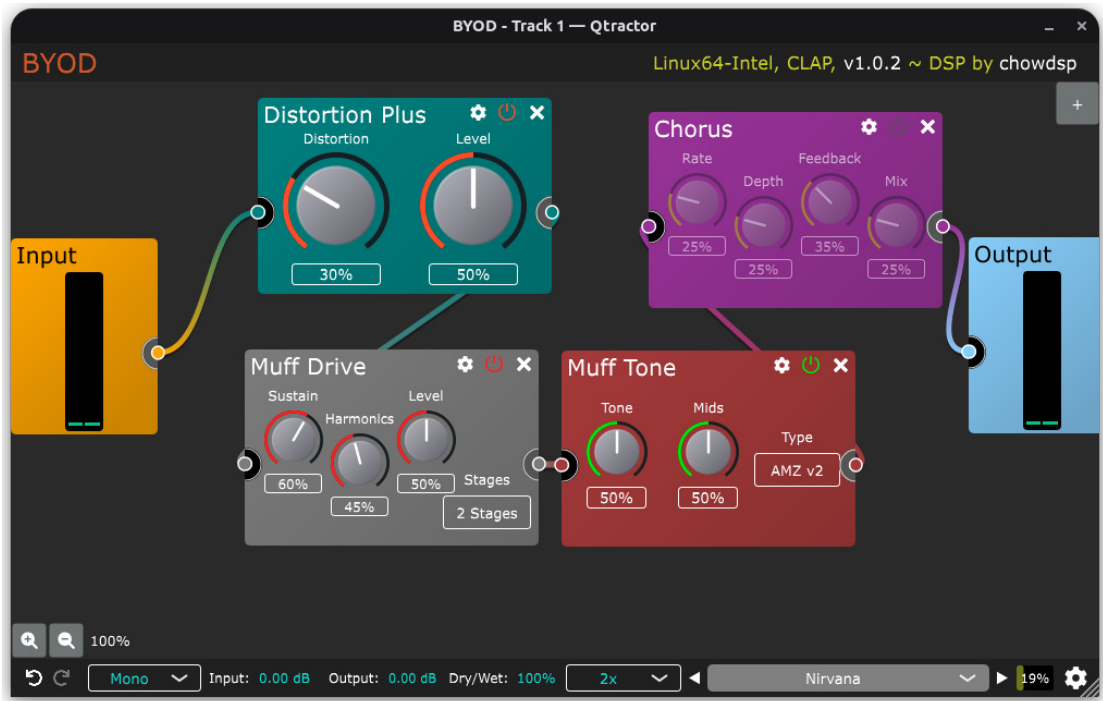 BYOD - Track 1 — Qtractor
BYOD
Linux64-Intel, CLAP, v1.0.2 ~ DSP by chowdsp
+
Distortion Plus
Distortion
Level
30%
50%
Chorus
Rate
Depth
Feedback
Mix
25%
25%
35%
25%
Input
Output
Muff Drive
Sustain
Harmonics
Level
60%
45%
50%
Stages
2 Stages
Muff Tone
Tone
Mids
Type
50%
50%
AMZ v2
100%
Mono
Input: 0.00 dB
Output: 0.00 dB
Dry/Wet: 100%
2x
Nirvana
19%